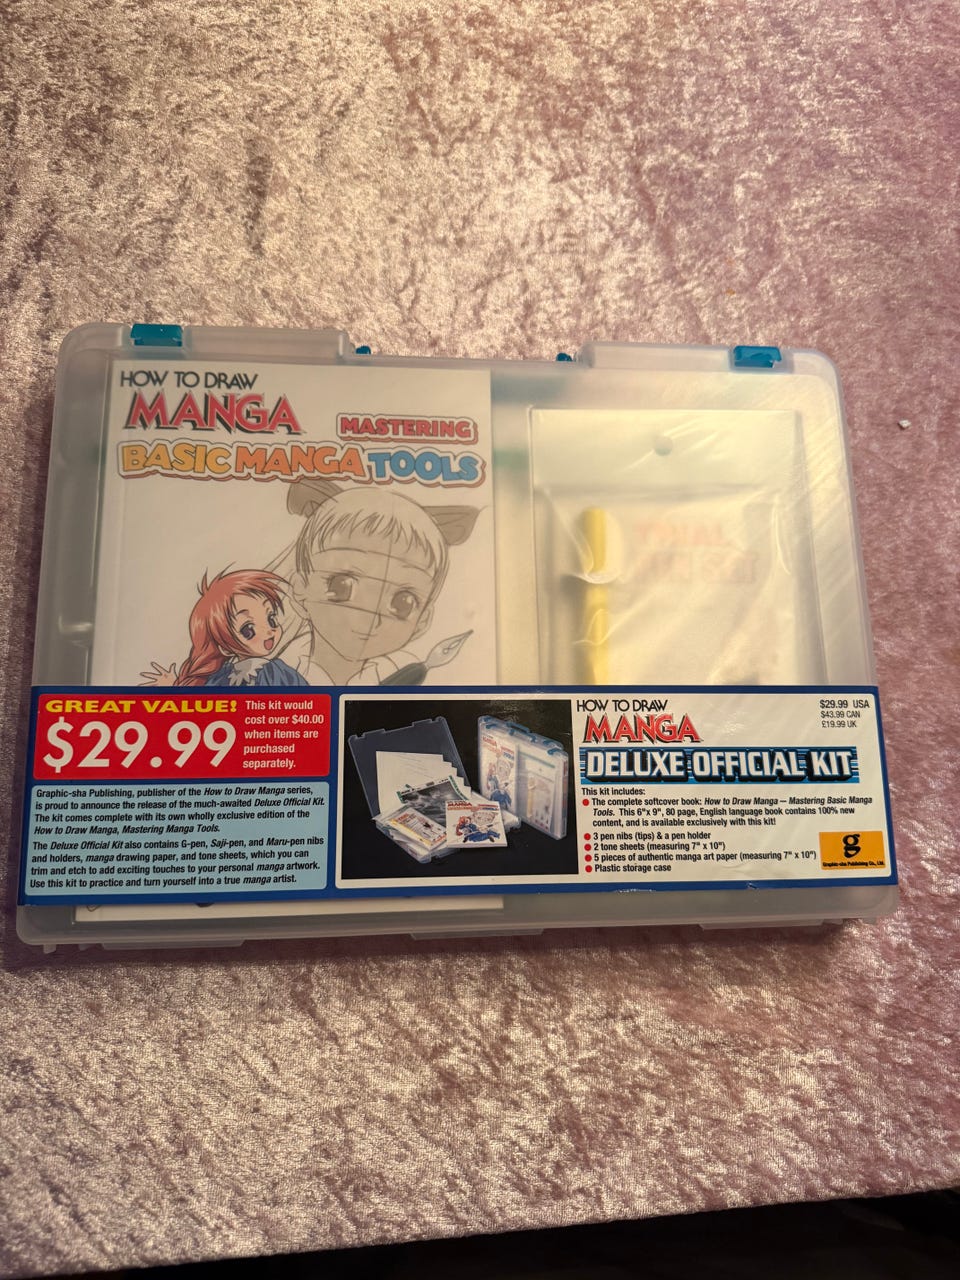 HOW TO DRAW
MANGA
MASTERING
BASIC MANGA TOOLS
GREAT VALUE!
$29.99
This kit would
cost over $40.00
when items are
purchased
separately.
Graphic-sha Publishing, publisher of the How to Draw Manga series,
is proud to announce the release of the much-awaited Deluxe Official Kit.
The kit comes complete with its own wholly exclusive edition of the
How to Draw Manga, Mastering Manga Tools.
The Deluxe Official Kit also contains G-pen, Saji-pen, and Maru-pen nibs
and holders, manga drawing paper, and tone sheets, which you can
trim and etch to add exciting touches to your personal manga artwork.
Use this kit to practice and turn yourself into a true manga artist.
HOW TO DRAW
MANGA
DELUXE OFFICIAL KIT
$29.99 USA
$43.99 CAN
£19.99 UK
This kit includes:
The complete softcover book: How to Draw Manga — Mastering Basic Manga
Tools. This 6"x 9", 80 page, English language book contains 100% new
content, and is available exclusively with this kit!
3 pen nibs (tips) & a pen holder
2 tone sheets (measuring 7" x 10")
5 pieces of authentic manga art paper (measuring 7" x 10")
Plastic storage case
g
Graphic-sha Publishing Co., Ltd.